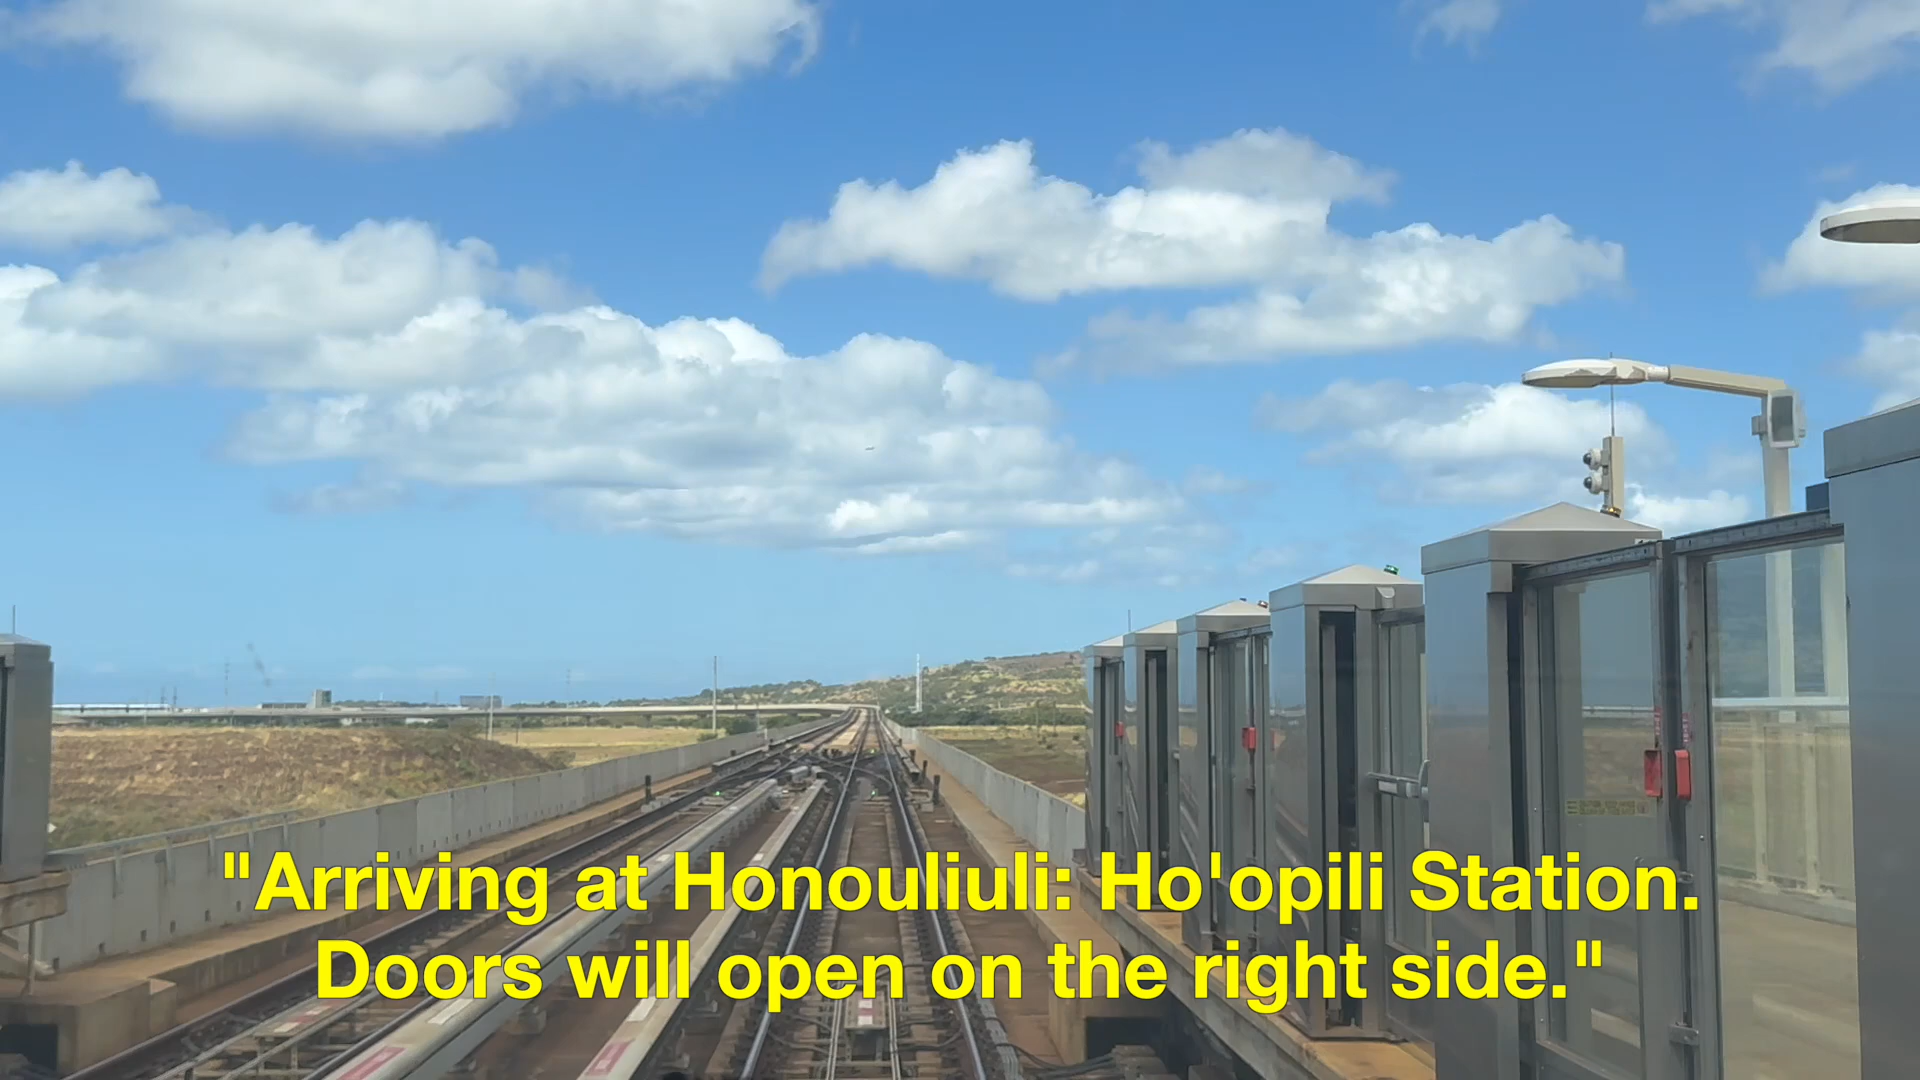 "Arriving at Honouliuli: Ho'opili Station.
Doors will open on the right side."